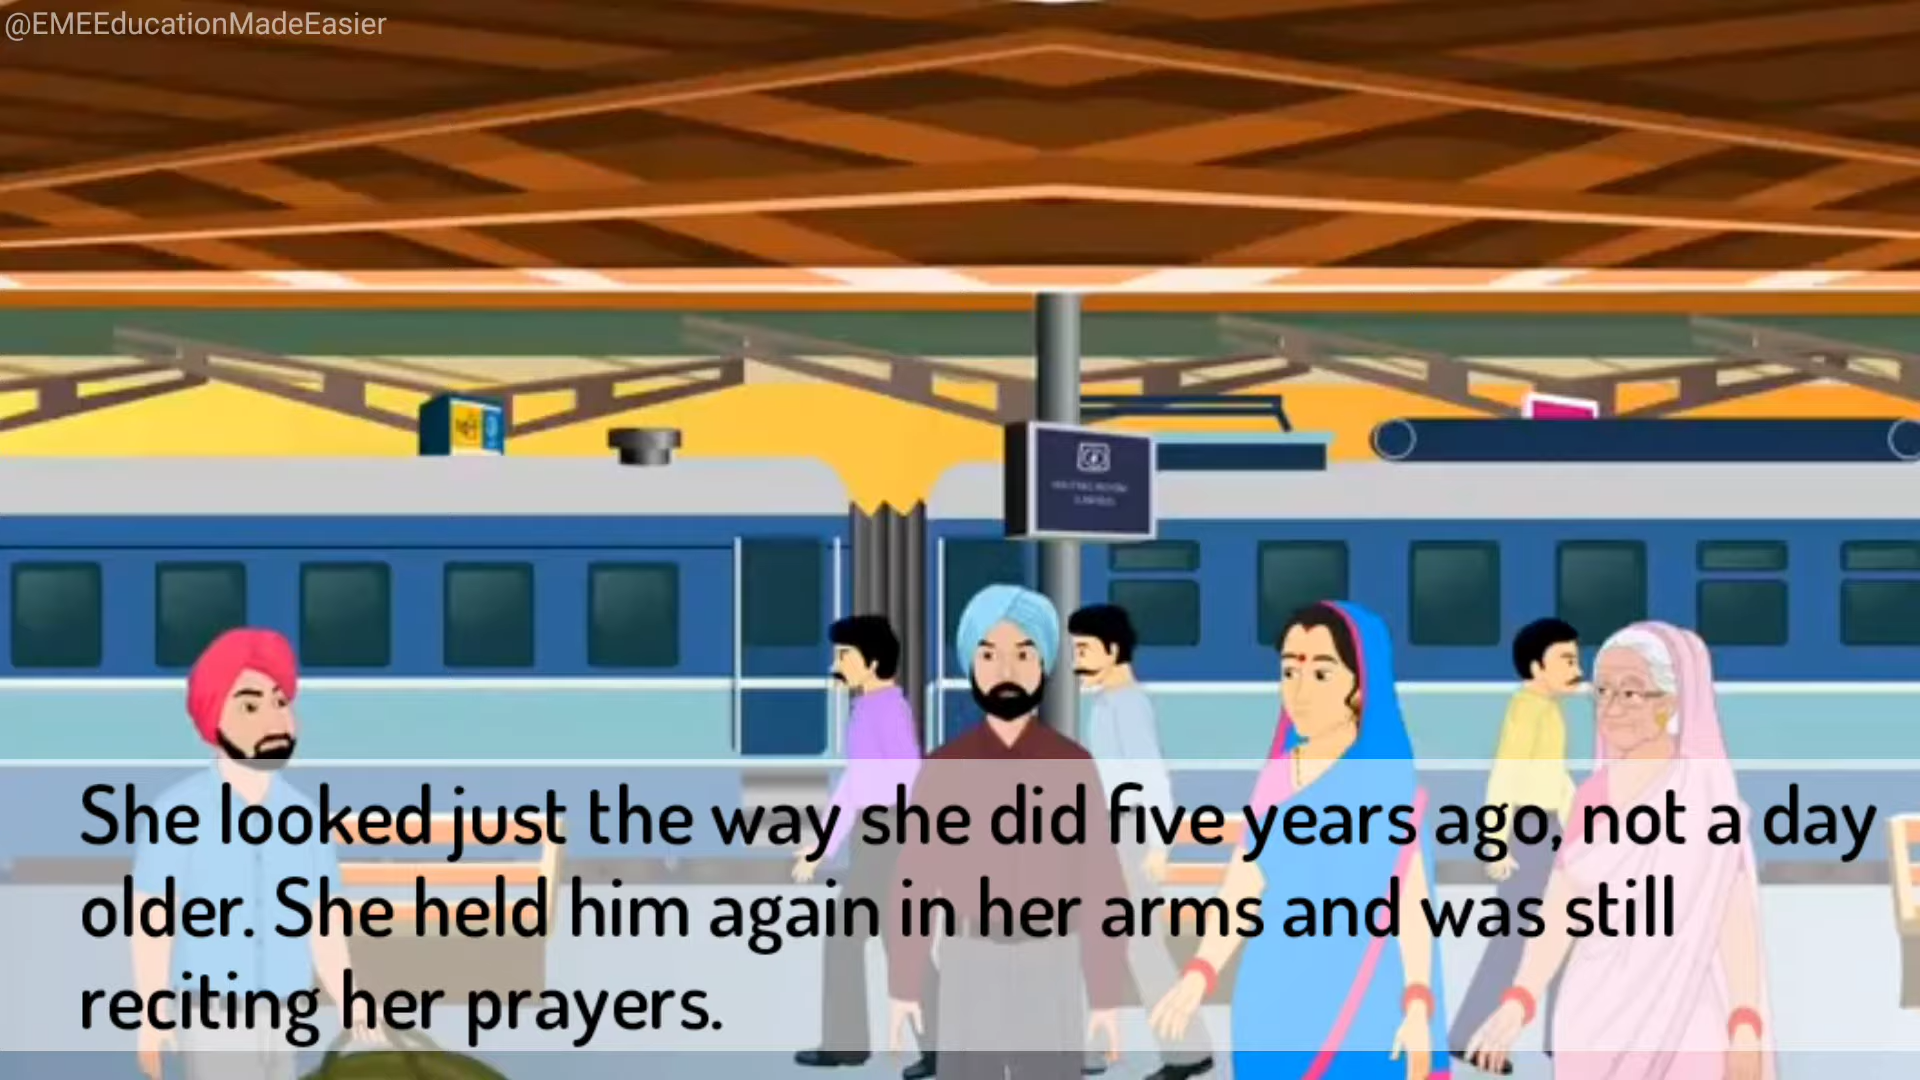 @EMEEducationMadeEasier
She looked just the way she did five years ago, not a day
older. She held him again in her arms and was still
reciting her prayers.